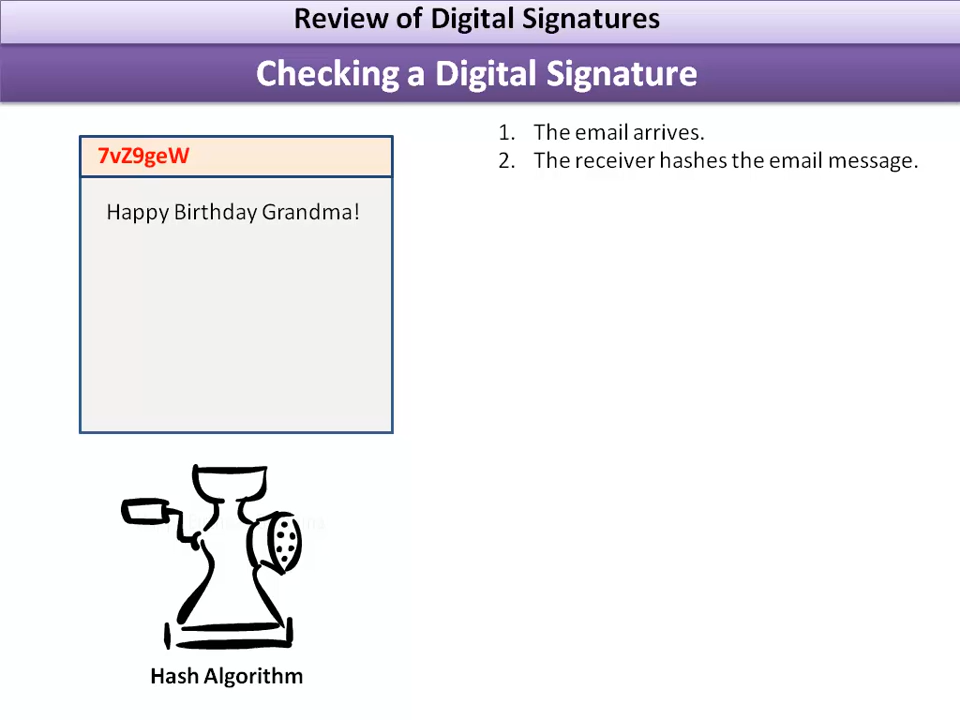 Review of Digital Signatures
Checking a Digital Signature
7vZ9geW
Happy Birthday Grandma!
1. The email arrives.
2. The receiver hashes the email message.
Hash Algorithm